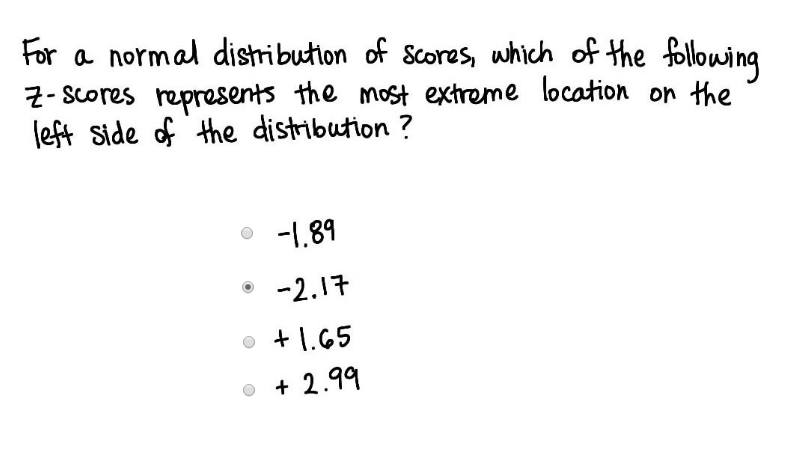 For a normal distribution of scores, which of the following
z-scores represents the most extreme location on the
left side of the distribution?
-1.89
-2.17
+1.65
+ 2.99